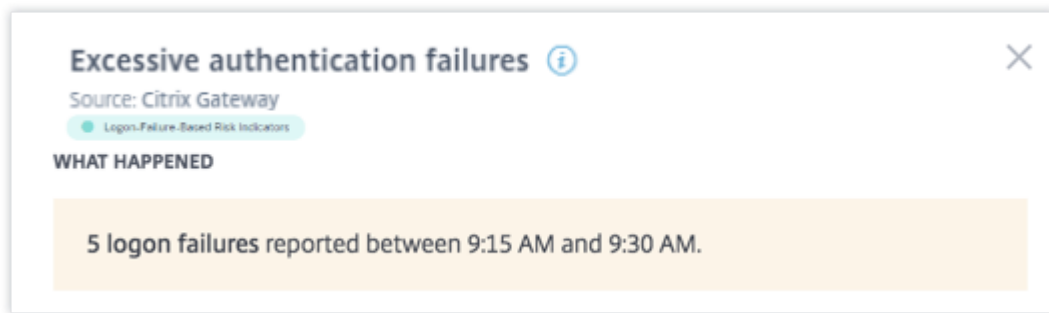 Excessive authentication failures
Source: Citrix Gateway
Logon-Failure-Based Risk Indicators
WHAT HAPPENED
5 logon failures reported between 9:15 AM and 9:30 AM.